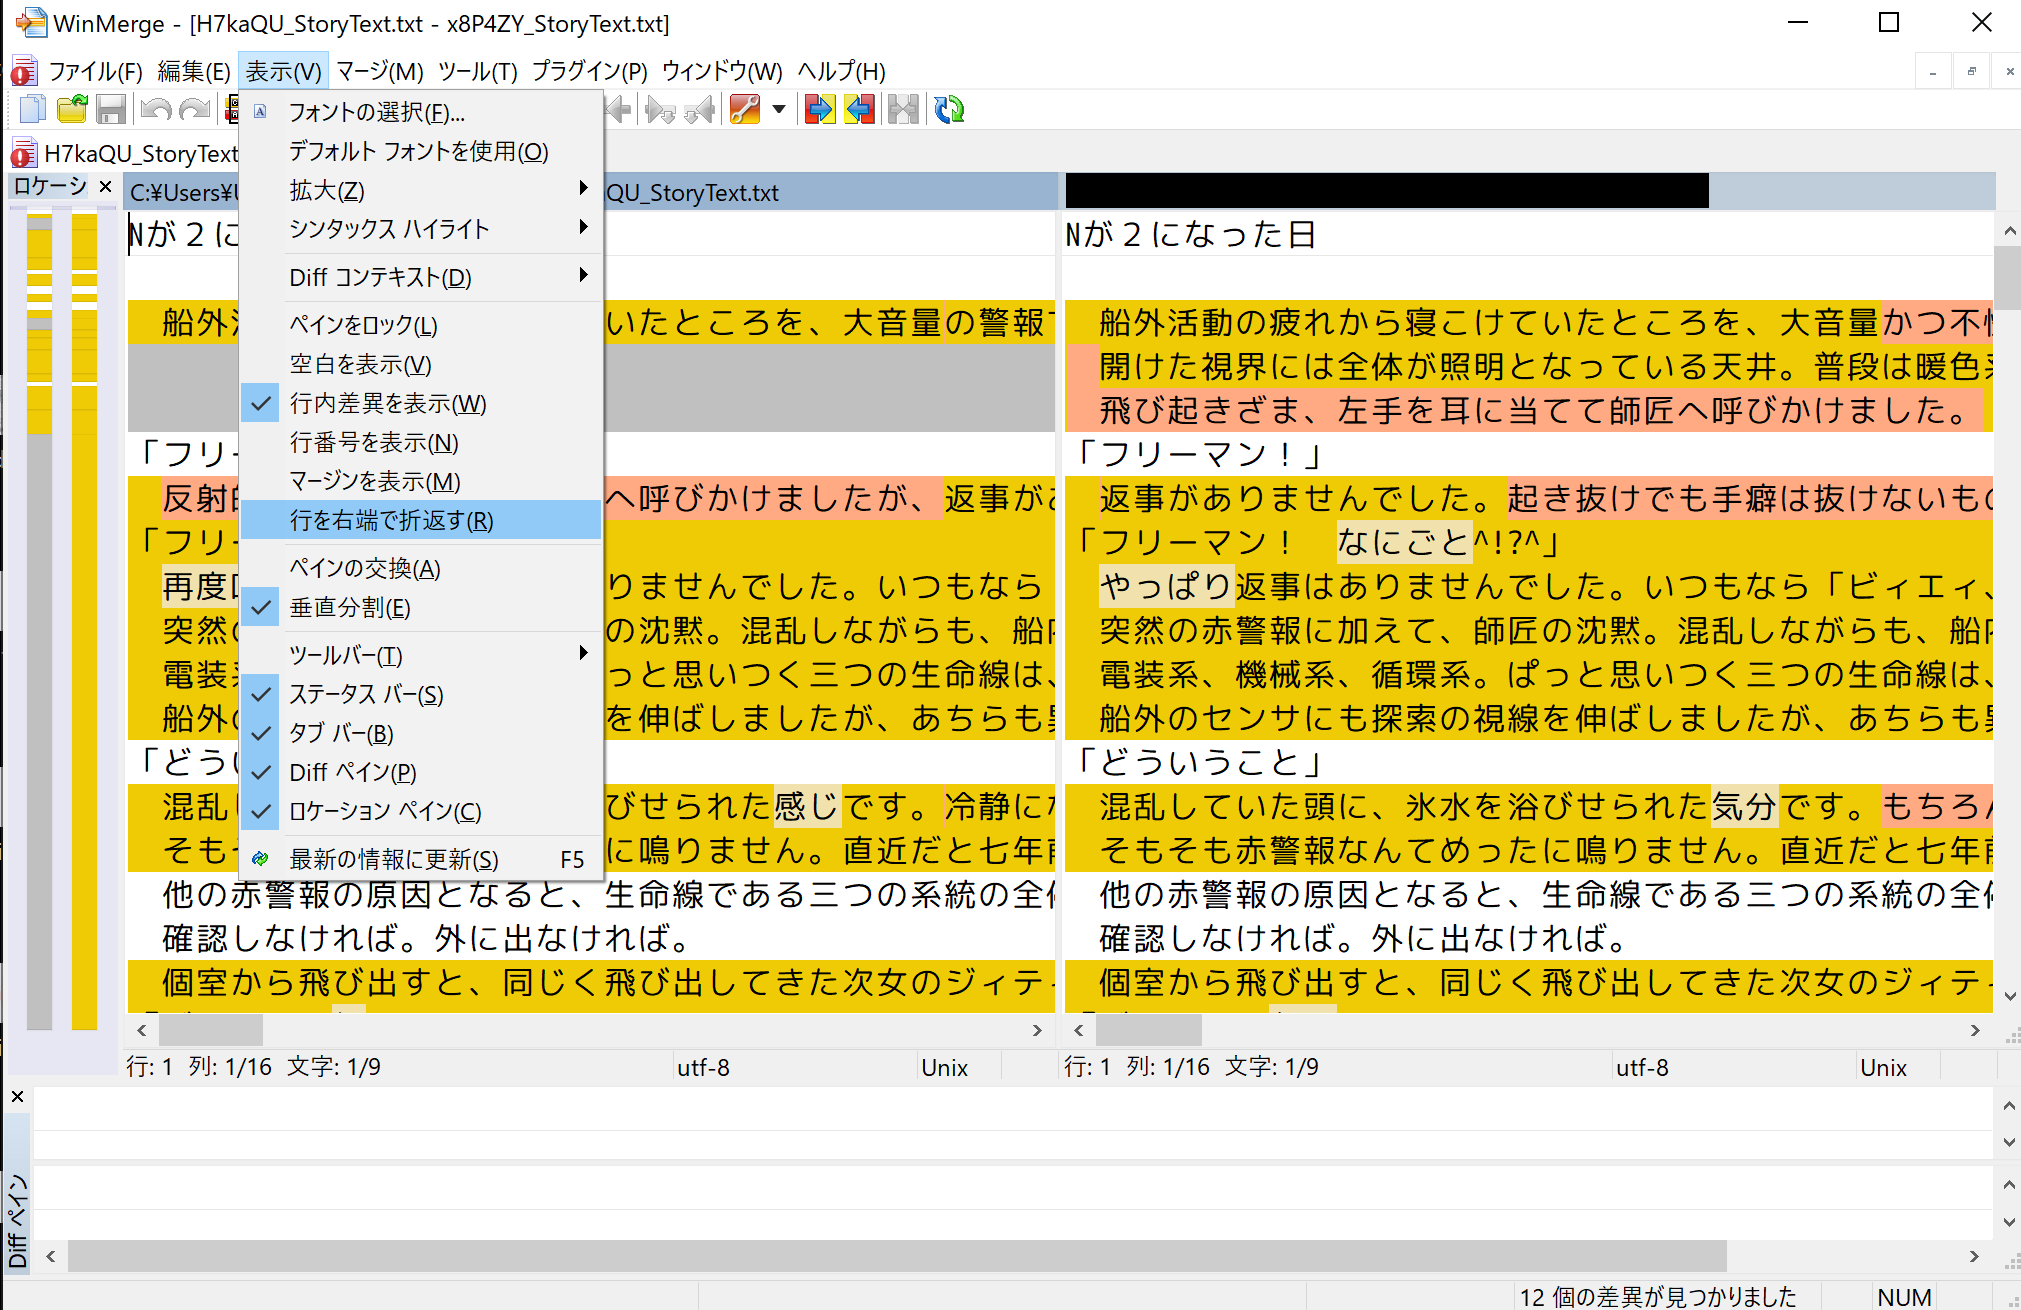 WinMerge - [H7kaQU_StoryText.txt - x8P4ZY_StoryText.txt]
ファイル(F) 編集(E) 表示(V) マージ(M) ツール(T) プラグイン(P) ウィンドウ(W) ヘルプ(H)
H7kaQU_StoryText
ロケーシ
C:¥Users¥
QU_StoryText.txt
フォントの選択(F)...
デフォルト フォントを使用(O)
拡大(Z)
シンタックス ハイライト
Diff コンテキスト(D)
ペインをロック(L)
空白を表示(V)
行内差異を表示(W)
行番号を表示(N)
マージンを表示(M)
行を右端で折返す(R)
ペインの交換(A)
垂直分割(E)
ツールバー(T)
ステータス バー(S)
タブ バー(B)
Diff ペイン(P)
ロケーション ペイン(C)
最新の情報に更新(S) F5
Nが２に
船外
いたところを、大音量の警報
「フリ
反射
へ呼びかけましたが、返事が
「フリ
再度
りませんでした。いつもなら「
突然
の沈黙。混乱しながらも、船
電装
っと思いつく三つの生命線は、
船外
を伸ばしましたが、あちらも
「どう
混乱
びせられた感じです。冷静に
そも
に鳴りません。直近だと七年
他の赤警報の原因となると、生命線である三つの系統の全
確認しなければ。外に出なければ。
個室から飛び出すと、同じく飛び出してきた次女のジィテ
Nが２になった日
船外活動の疲れから寝こけていたところを、大音量かつ不
開けた視界には全体が照明となっている天井。普段は暖色
飛び起きざま、左手を耳に当てて師匠へ呼びかけました。
「フリーマン！」
返事がありませんでした。起き抜けでも手癖は抜けないもの
「フリーマン！　なにごと^!?^」
やっぱり返事はありませんでした。いつもなら「ビィエィ、
突然の赤警報に加えて、師匠の沈黙。混乱しながらも、船
電装系、機械系、循環系。ぱっと思いつく三つの生命線は、
船外のセンサにも探索の視線を伸ばしましたが、あちらも
「どういうこと」
混乱していた頭に、氷水を浴びせられた気分です。もちろ
そもそも赤警報なんてめったに鳴りません。直近だと七年
他の赤警報の原因となると、生命線である三つの系統の全
確認しなければ。外に出なければ。
個室から飛び出すと、同じく飛び出してきた次女のジィテ
行: 1 列: 1/16 文字: 1/9 utf-8 Unix
行: 1 列: 1/16 文字: 1/9 utf-8 Unix
Diff ペイン
12 個の差異が見つかりました NUM